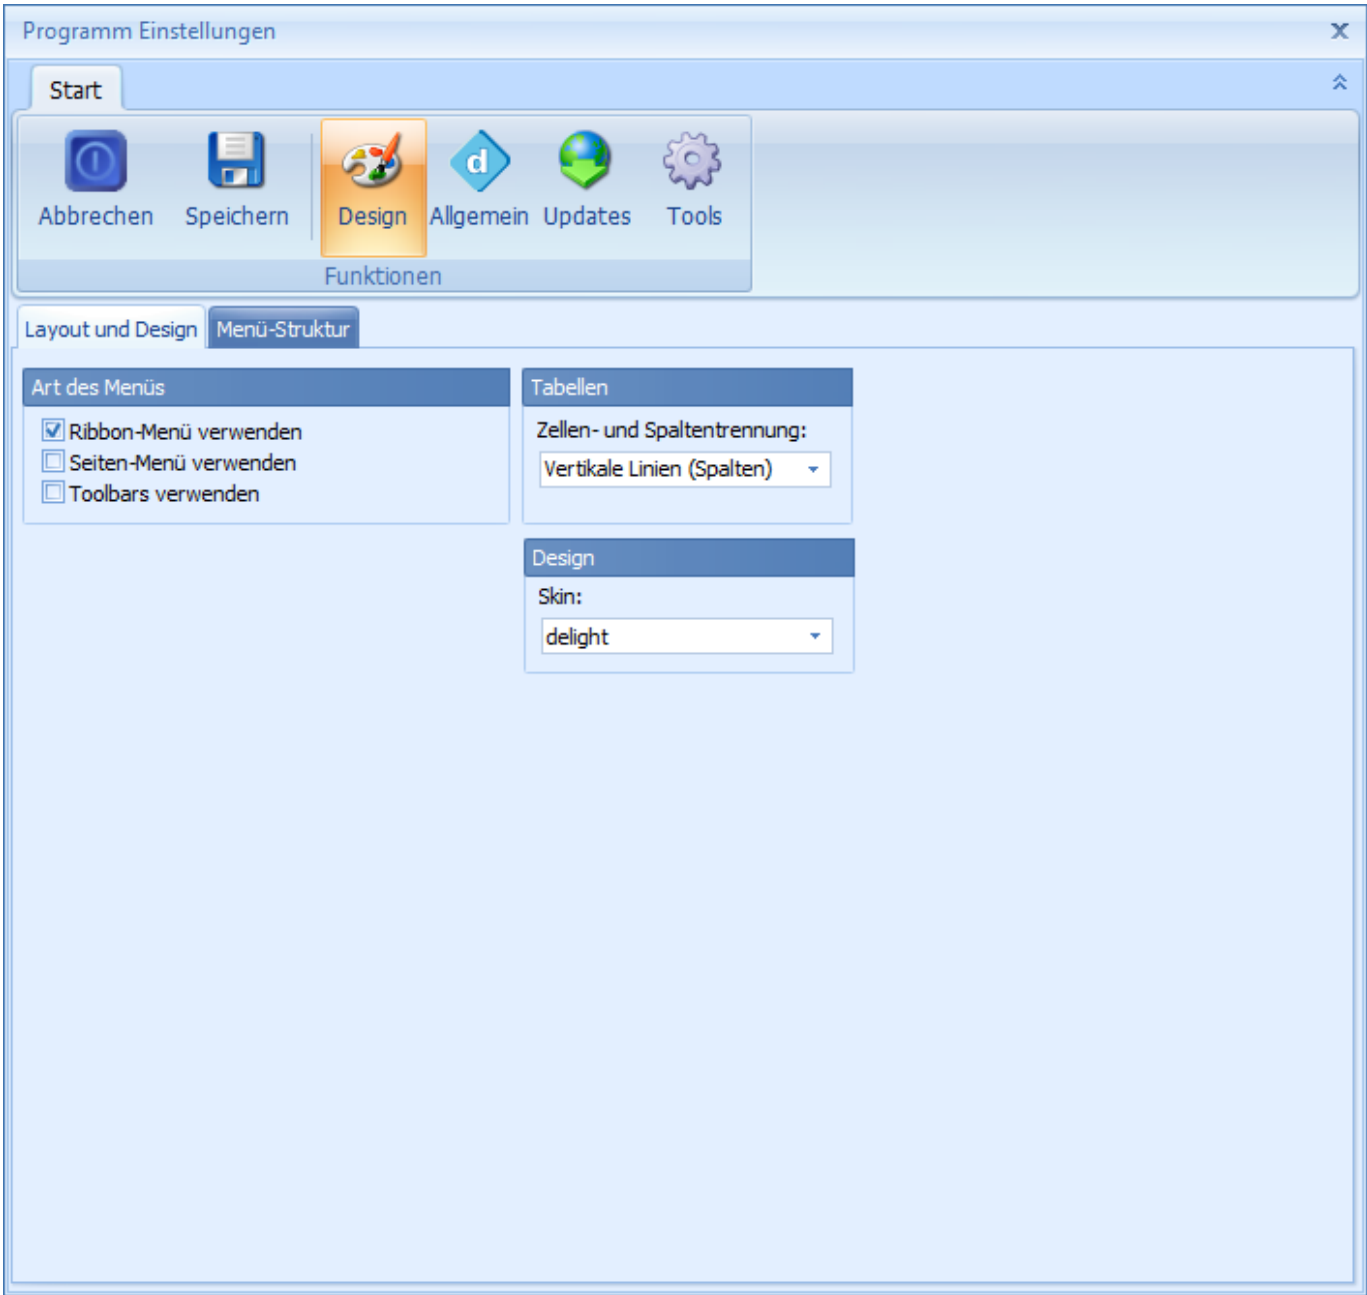 Programm Einstellungen
Start
Abbrechen Speichern Design Allgemein Updates Tools
Funktionen
Layout und Design Menü-Struktur
Art des Menüs
Ribbon-Menü verwenden
Seiten-Menü verwenden
Toolbars verwenden
Tabellen
Zellen- und Spaltentrennung:
Vertikale Linien (Spalten)
Design
Skin:
delight